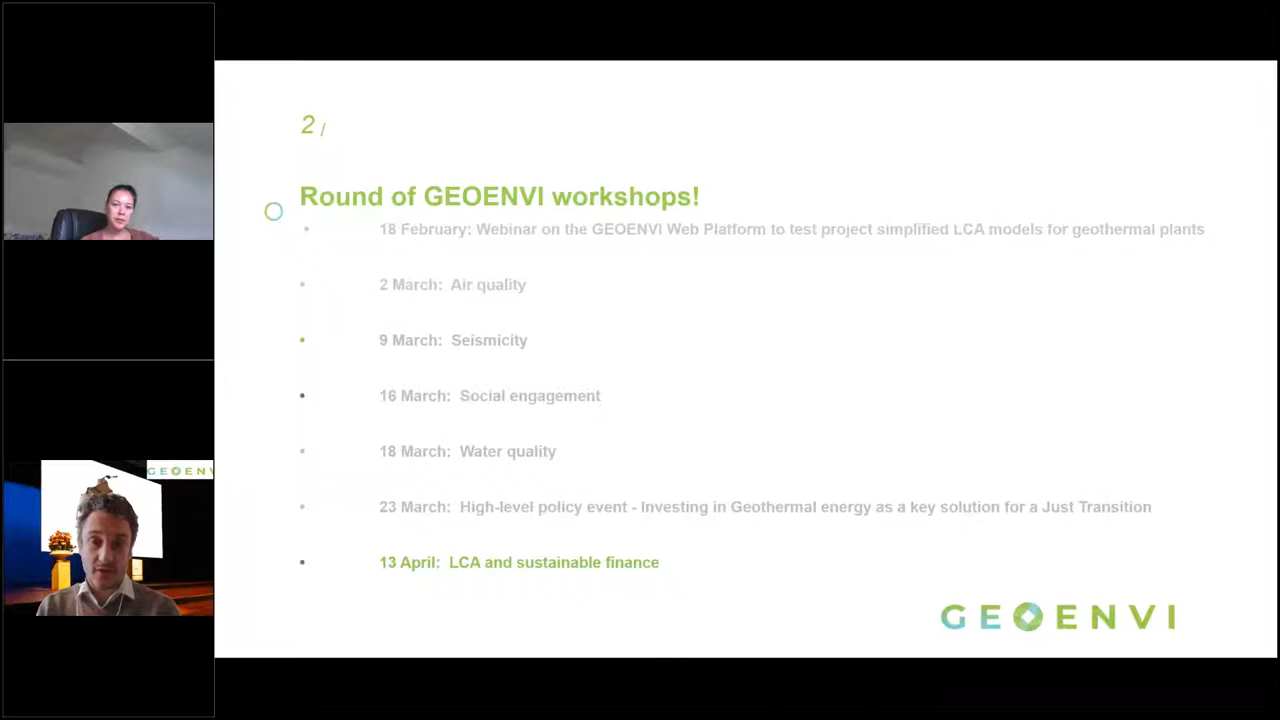 2 /
Round of GEOENVI workshops!
18 February: Webinar on the GEOENVI Web Platform to test project simplified LCA models for geothermal plants
2 March: Air quality
9 March: Seismicity
16 March: Social engagement
18 March: Water quality
23 March: High-level policy event - Investing in Geothermal energy as a key solution for a Just Transition
13 April: LCA and sustainable finance
GEOENVI
GEOENV